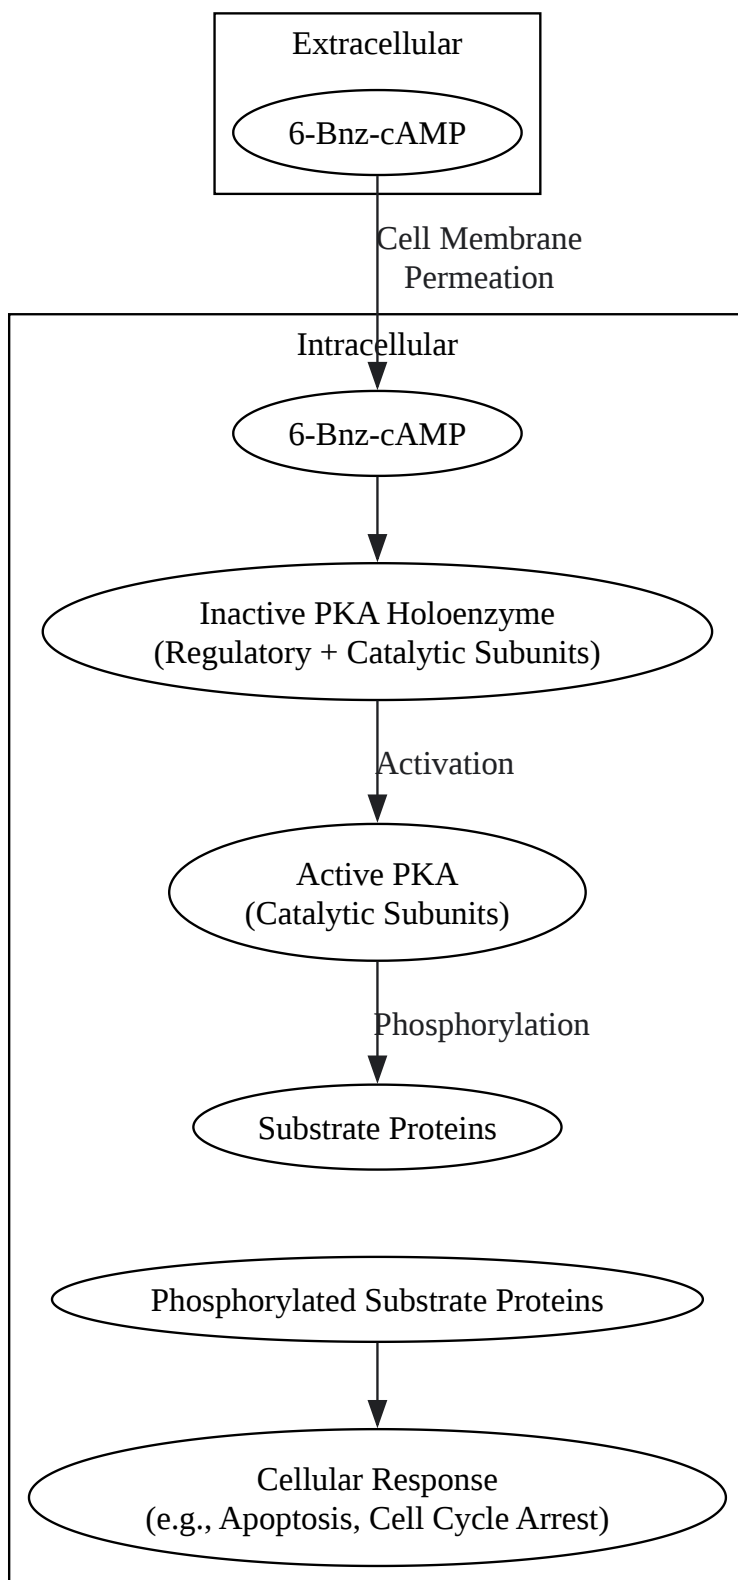 Extracellular
6-Bnz-cAMP
Cell Membrane
Permeation
Intracellular
6-Bnz-cAMP
Inactive PKA Holoenzyme
(Regulatory + Catalytic Subunits)
Activation
Active PKA
(Catalytic Subunits)
Phosphorylation
Substrate Proteins
Phosphorylated Substrate Proteins
Cellular Response
(e.g., Apoptosis, Cell Cycle Arrest)